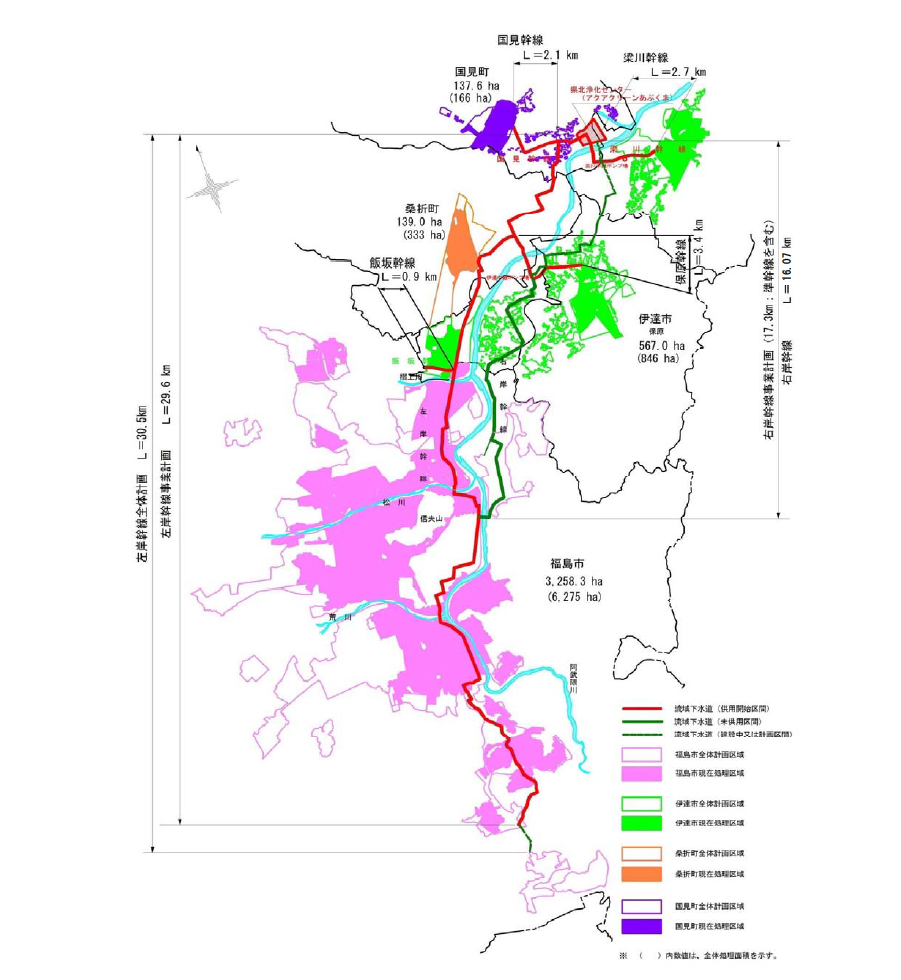 国見幹線
L=2.1 km
梁川幹線
L=2.7 km
国見町
137.6 ha
(166 ha)
県北浄化センター
(アクアクリーンあぶくま)
国見幹
梁川幹線
桑折町
139.0 ha
(333 ha)
飯坂幹線
L=0.9 km
保原幹線
L=3.4 km
伊達市
保原
567.0 ha
(846 ha)
右岸幹線事業計画(17.3km:準幹線を含む)
右岸幹線 L=16.07 km
左岸幹線全体計画 L=30.5km
左岸幹線事業計画 L=29.6 km
飯坂
摺上川
左岸幹線
右岸幹線
松川
信夫山
福島市
3,258.3 ha
(6,275 ha)
荒川
阿武隈川
流域下水道(供用開始区間)
流域下水道(未供用区間)
流域下水道(建設中又は計画区間)
福島市全体計画区域
福島市現在処理区域
伊達市全体計画区域
伊達市現在処理区域
桑折町全体計画区域
桑折町現在処理区域
国見町全体計画区域
国見町現在処理区域
※ ( )内数値は、全体処理面積を示す。